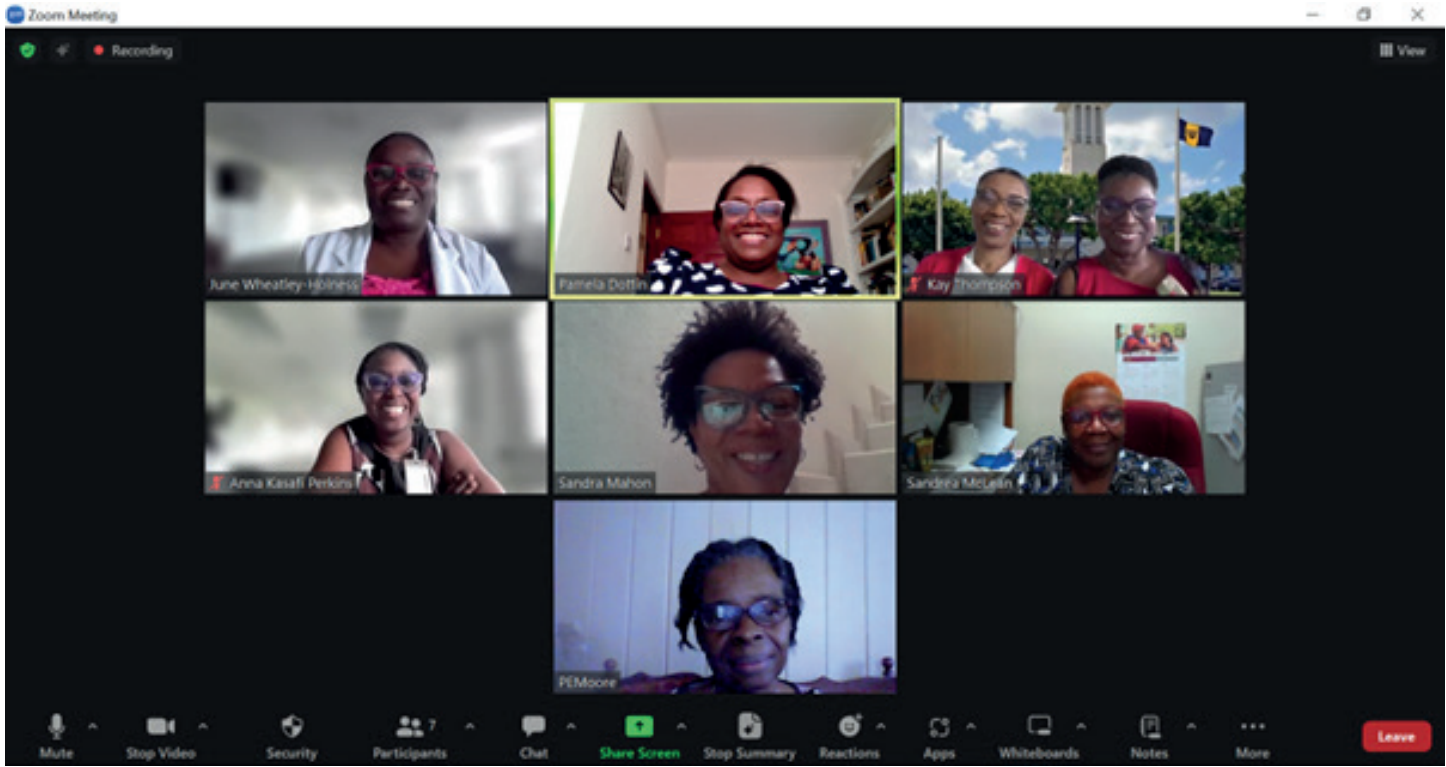 Zoom Meeting
Recording
View
June Wheatley-Holness
Pamela Dottin
Kay Thompson
Anna Kasafi Perkins
Sandra Mahon
Sandrea McLean
PEMoore
Mute
Stop Video
Security
Participants
7
Chat
Share Screen
Stop Summary
Reactions
Apps
Whiteboards
Notes
More
Leave